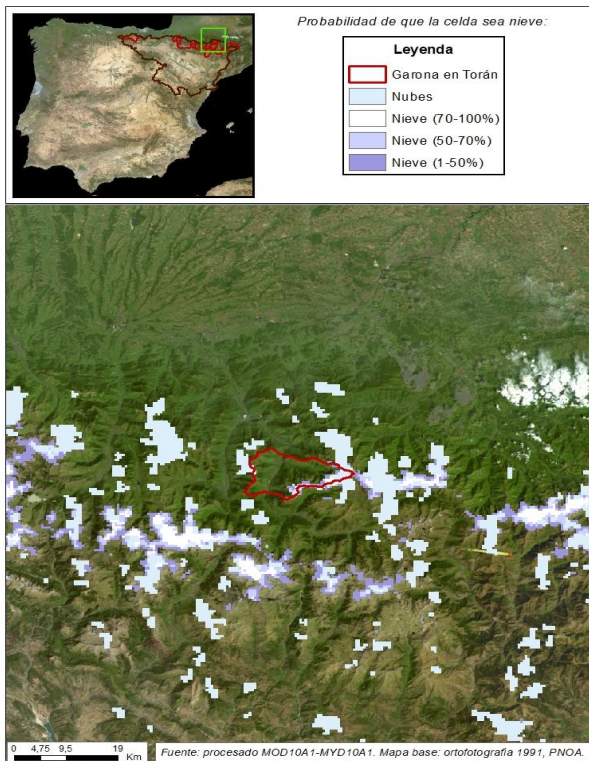 Probabilidad de que la celda sea nieve:
Leyenda
Garona en Torán
Nubes
Nieve (70-100%)
Nieve (50-70%)
Nieve (1-50%)
0 4,75 9,5 19
Km
Fuente: procesado MOD10A1-MYD10A1. Mapa base: ortofotografía 1991, PNOA.